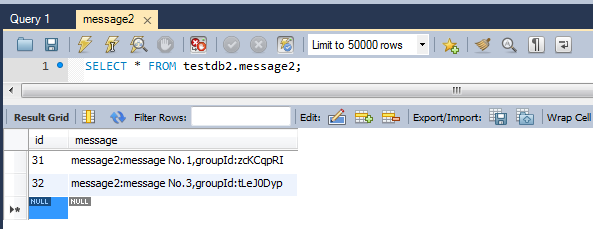 Query 1 message2 ×
Limit to 50000 rows
1 SELECT * FROM testdb2.message2;
Result Grid Filter Rows: Edit: Export/Import: Wrap Cell
id message
31 message2:message No.1,groupId:zcKCqpRI
32 message2:message No.3,groupId:tLeJ0Dyp
NULL NULL